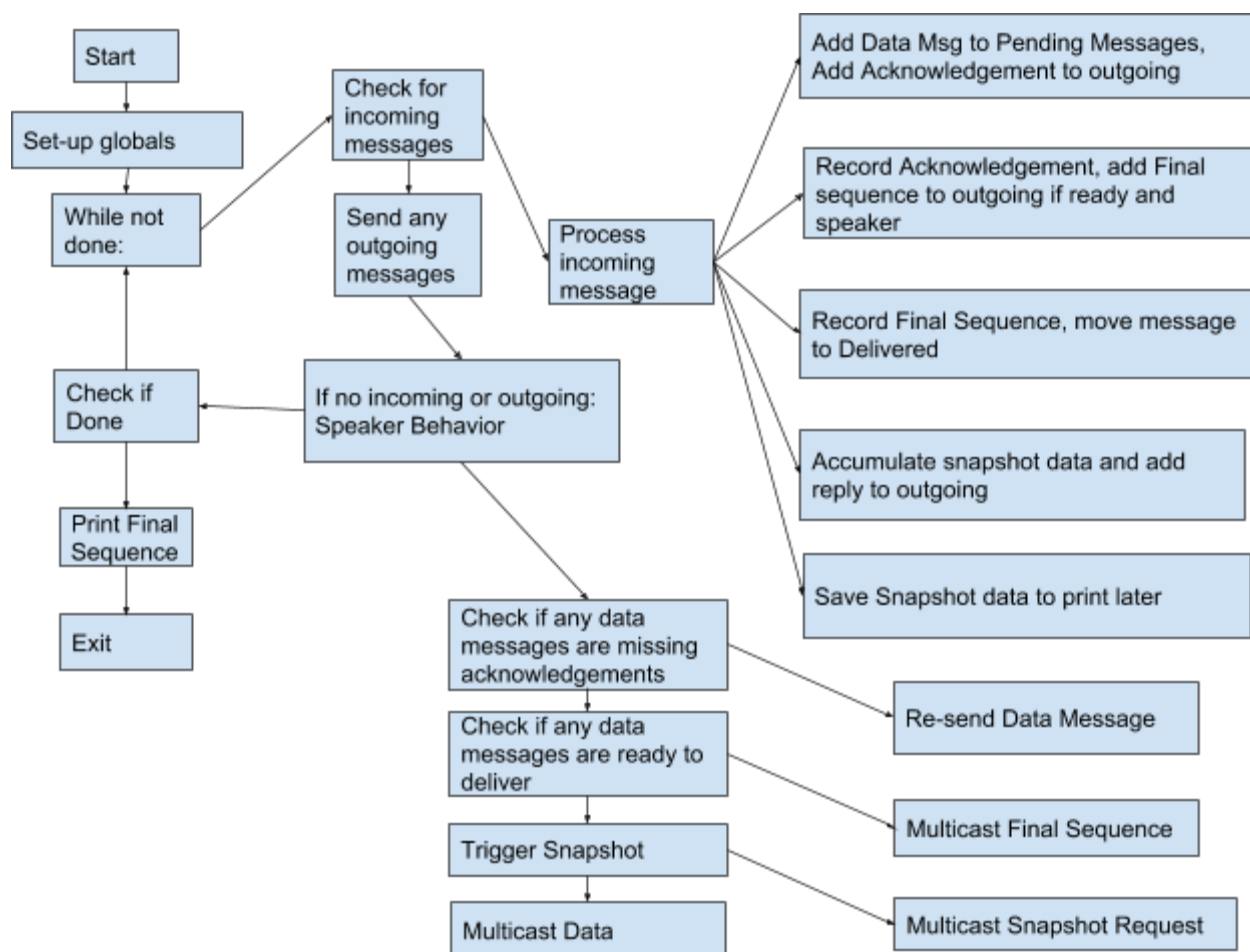 Start
Set-up globals
While not
done:
Check if
Done
Print Final
Sequence
Exit
Check for
incoming
messages
Send any
outgoing
messages
If no incoming or outgoing:
Speaker Behavior
Process
incoming
message
Add Data Msg to Pending Messages,
Add Acknowledgement to outgoing
Record Acknowledgement, add Final
sequence to outgoing if ready and
speaker
Record Final Sequence, move message
to Delivered
Accumulate snapshot data and add
reply to outgoing
Save Snapshot data to print later
Check if any data
messages are missing
acknowledgements
Re-send Data Message
Check if any data
messages are ready to
deliver
Multicast Final Sequence
Trigger Snapshot
Multicast Snapshot Request
Multicast Data